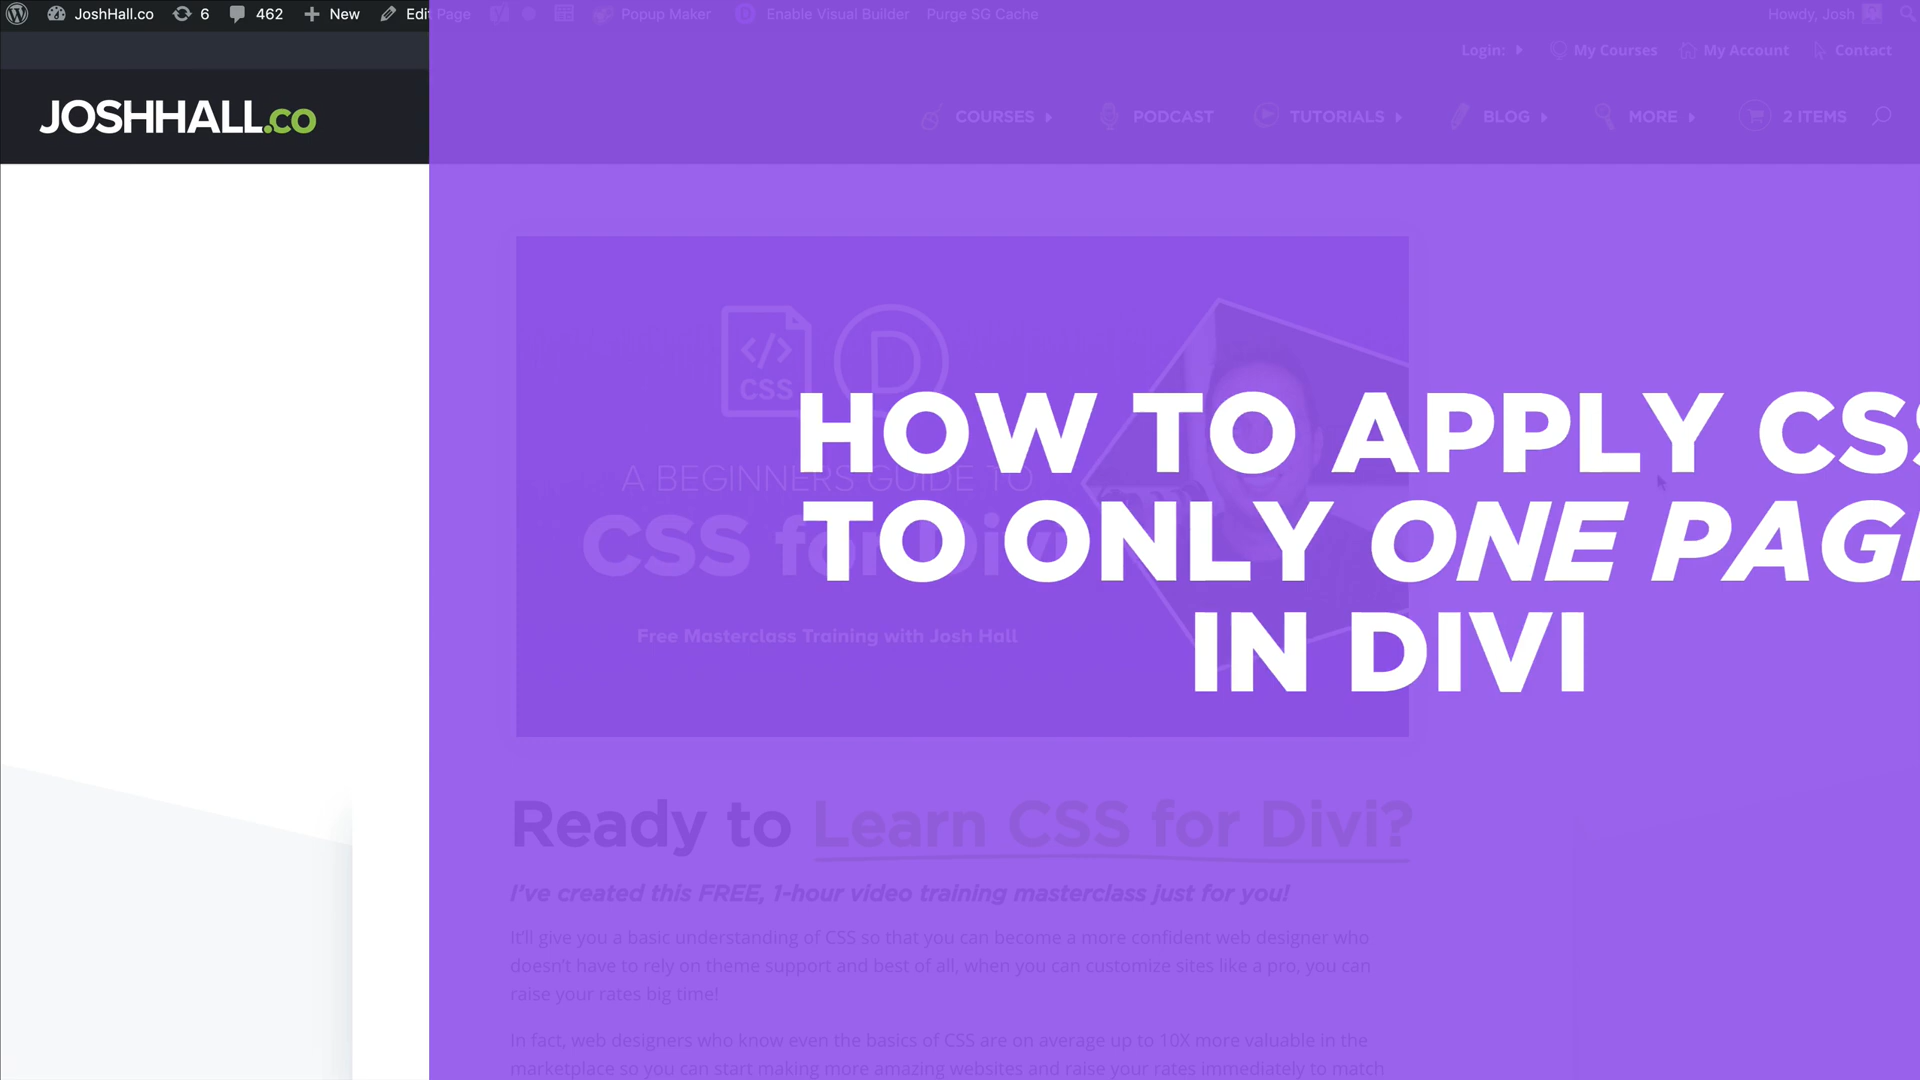 JoshHall.co 6 462 New Edit Page Popup Maker Enable Visual Builder Purge SG Cache Howdy, Josh
Login: My Courses My Account Contact
JOSHHALL.CO COURSES PODCAST TUTORIALS BLOG MORE 2 ITEMS
CSS D
HOW TO APPLY CSS
A BEGINNERS GUIDE TO
TO ONLY ONE PAGE
CSS for Divi
Free Masterclass Training with Josh Hall
IN DIVI
Ready to Learn CSS for Divi?
I've created this FREE, 1-hour video training masterclass just for you!
It'll give you a basic understanding of CSS so that you can become a more confident web designer who
doesn't have to rely on theme support and best of all, when you can customize sites like a pro, you can
raise your rates big time!
In fact, web designers who know even the basics of CSS are on average up to 10X more valuable in the
marketplace so you can start making more amazing websites and raise your rates immediately to match